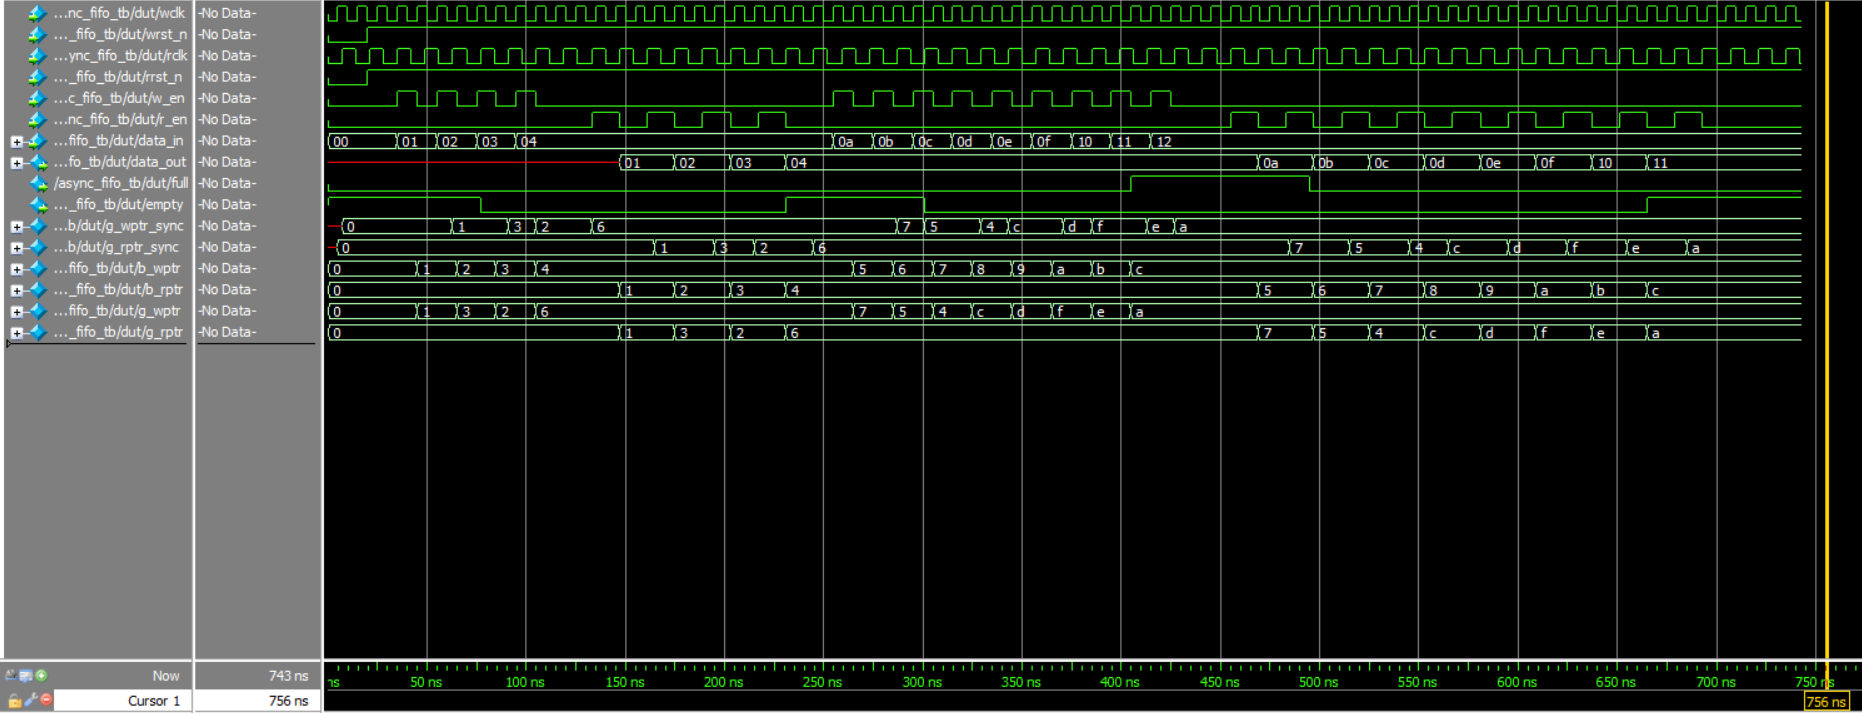 ...nc_fifo_tb/dut/wclk -No Data-
..._fifo_tb/dut/wrst_n -No Data-
...ync_fifo_tb/dut/rclk -No Data-
..._fifo_tb/dut/rrst_n -No Data-
...c_fifo_tb/dut/w_en -No Data-
...nc_fifo_tb/dut/r_en -No Data-
...fifo_tb/dut/data_in -No Data- 00 01 02 03 04 0a 0b 0c 0d 0e 0f 10 11 12
...fo_tb/dut/data_out -No Data- 01 02 03 04 0a 0b 0c 0d 0e 0f 10 11
/async_fifo_tb/dut/full -No Data-
..._fifo_tb/dut/empty -No Data-
...b/dut/g_wptr_sync -No Data- 0 1 3 2 6 7 5 4 c d f e a
...b/dut/g_rptr_sync -No Data- 0 1 3 2 6 7 5 4 c d f e a
...fifo_tb/dut/b_wptr -No Data- 0 1 2 3 4 5 6 7 8 9 a b c
..._fifo_tb/dut/b_rptr -No Data- 0 1 2 3 4 5 6 7 8 9 a b c
...fifo_tb/dut/g_wptr -No Data- 0 1 3 2 6 7 5 4 c d f e a
..._fifo_tb/dut/g_rptr -No Data- 0 1 3 2 6 7 5 4 c d f e a
Now 743 ns ns 50 ns 100 ns 150 ns 200 ns 250 ns 300 ns 350 ns 400 ns 450 ns 500 ns 550 ns 600 ns 650 ns 700 ns 750 ns
Cursor 1 756 ns 756 ns